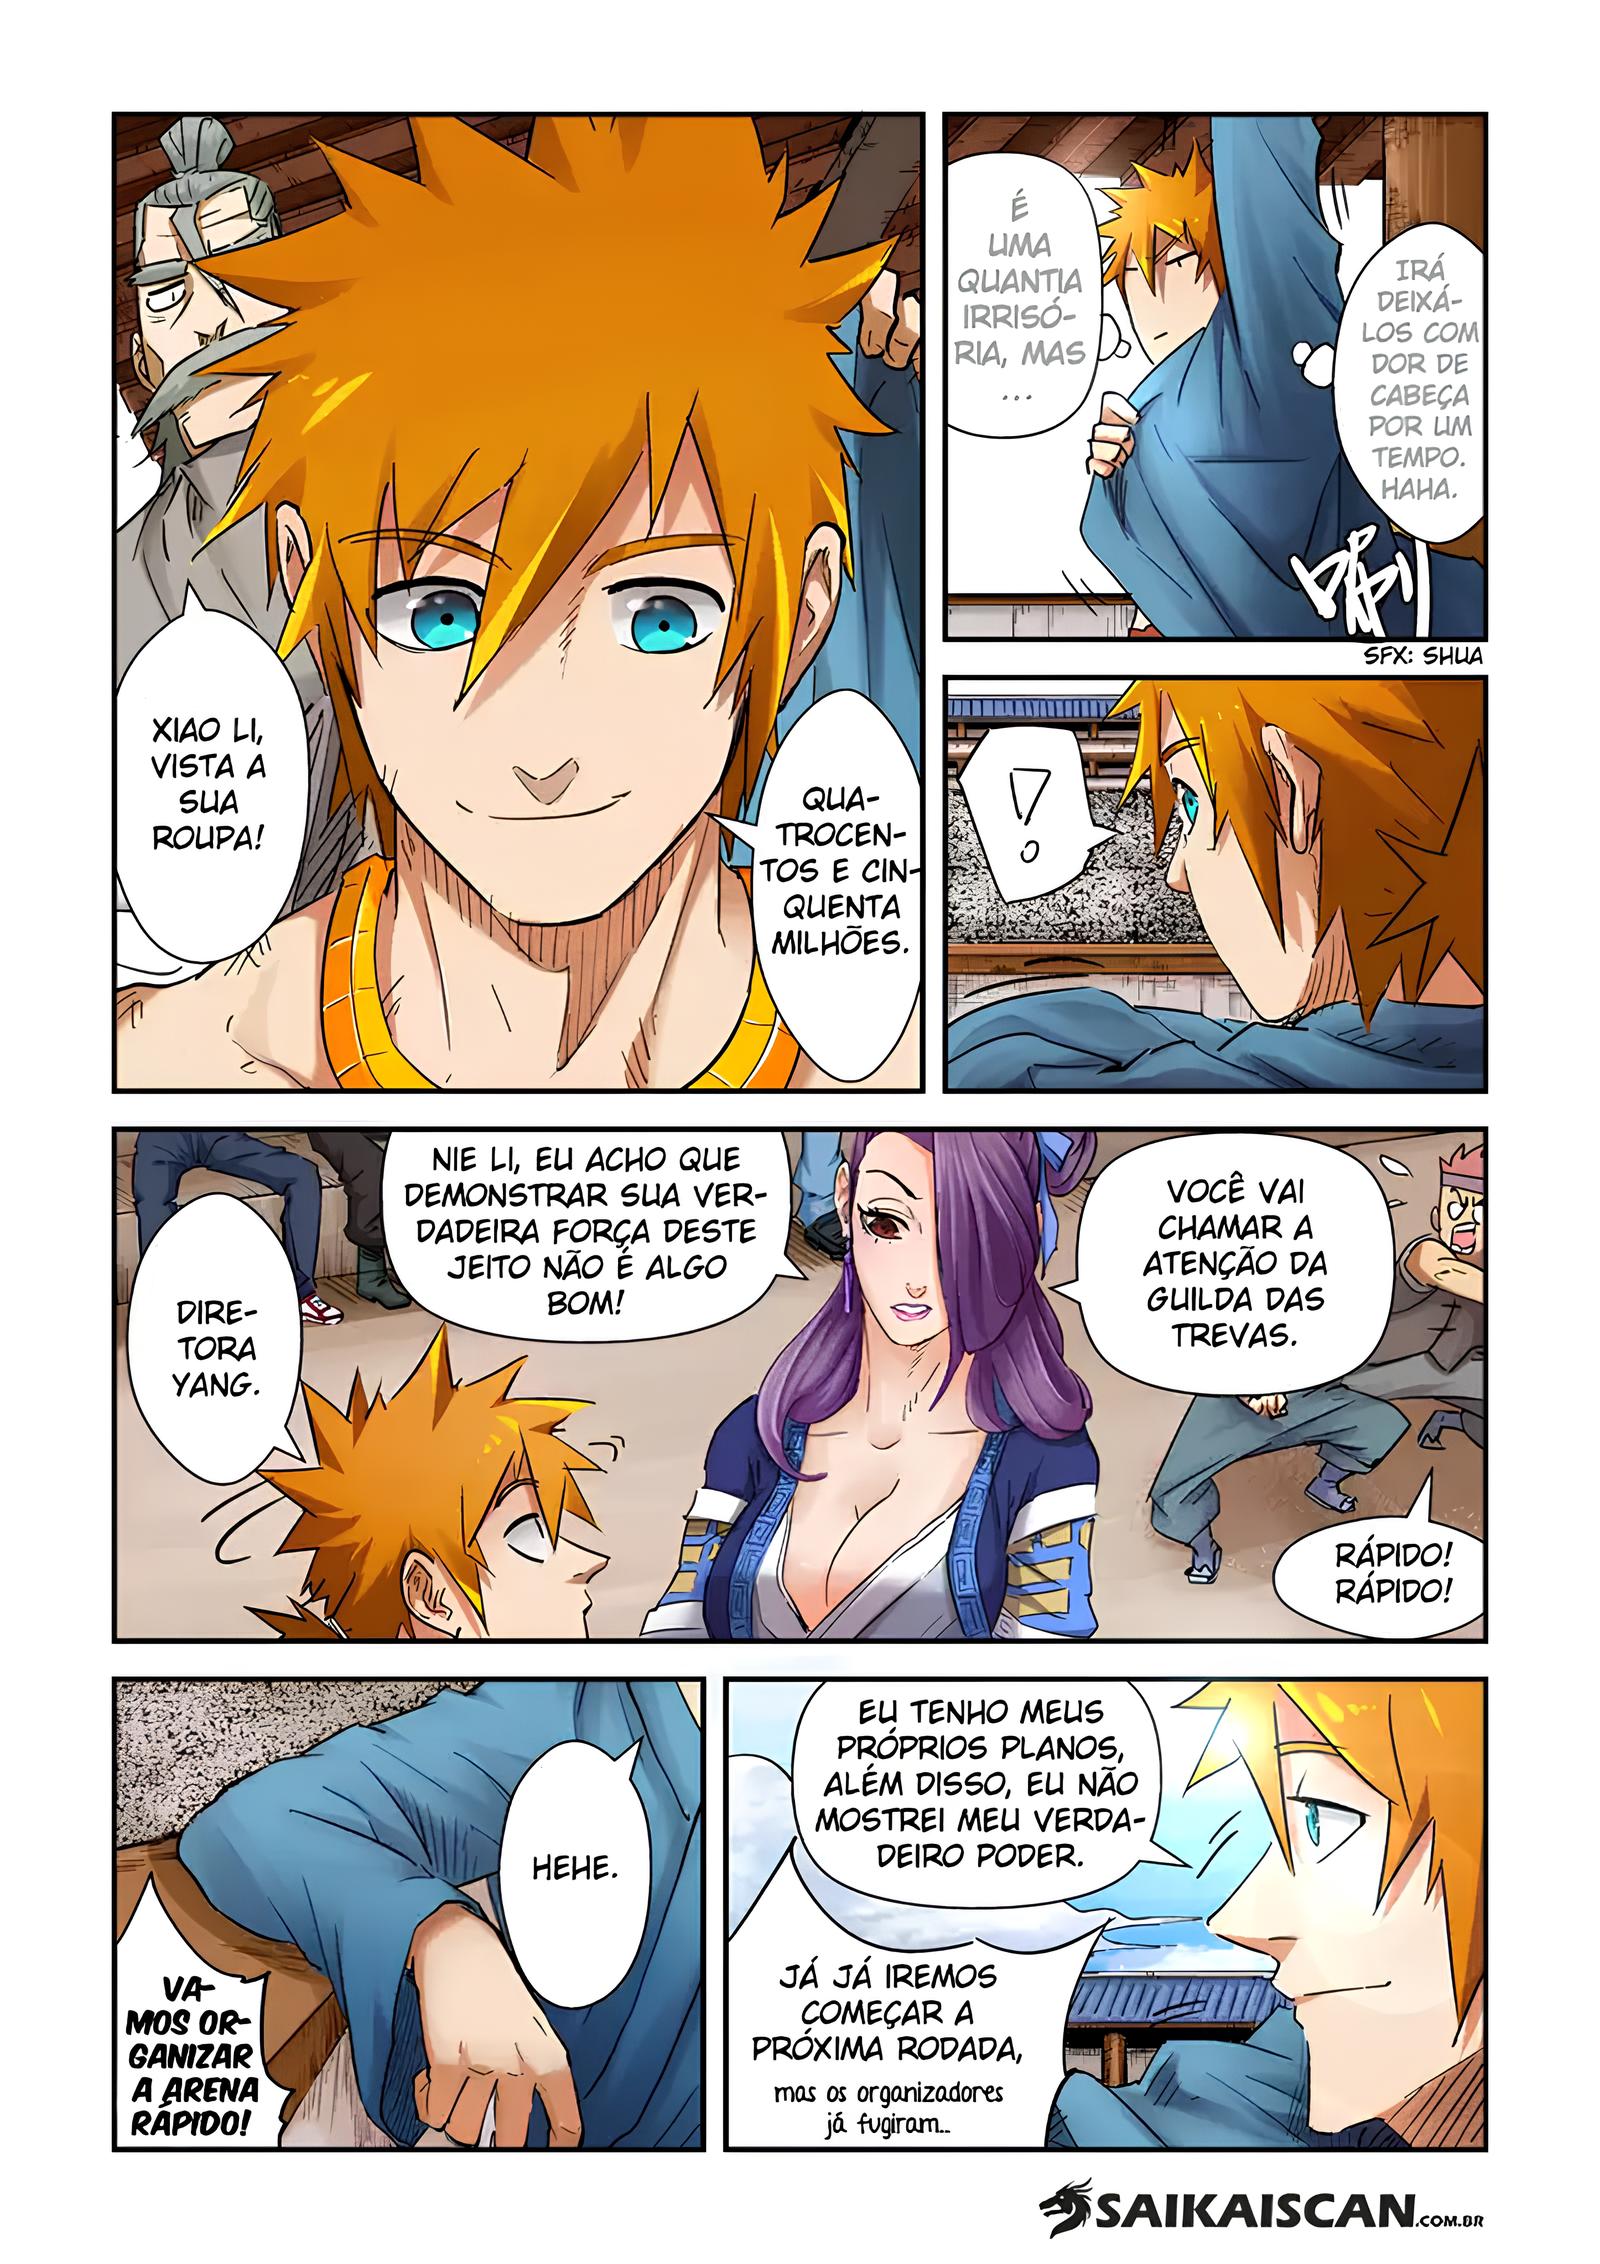 XIAO LI,
VISTA A
SUA
ROUPA!
QUA-
TROCEN-
TOS E CIN-
QUENTA
MILHÕES.
É
UMA
QUANTIA
IRRISÓ-
RIA, MAS
...
IRÁ
DEIXÁ-
LOS COM
DOR DE
CABEÇA
POR UM
TEMPO.
HAHA.
SFX: SHUA
!
DIRE-
TORA
YANG.
NIE LI, EU ACHO QUE
DEMONSTRAR SUA VER-
DADEIRA FORÇA DESTE
JEITO NÃO É ALGO
BOM!
VOCÊ VAI
CHAMAR A
ATENÇÃO DA
GUILDA DAS
TREVAS.
RÁPIDO!
RÁPIDO!
HEHE.
VA-
MOS OR-
GANIZAR
A ARENA
RÁPIDO!
EU TENHO MEUS
PRÓPRIOS PLANOS,
ALÉM DISSO, EU NÃO
MOSTREI MEU VERDA-
DEIRO PODER.
JÁ JÁ IREMOS
COMEÇAR A
PRÓXIMA RODADA,
mas os organizadores
já fugiram..
SAIKAISCAN.COM.BR